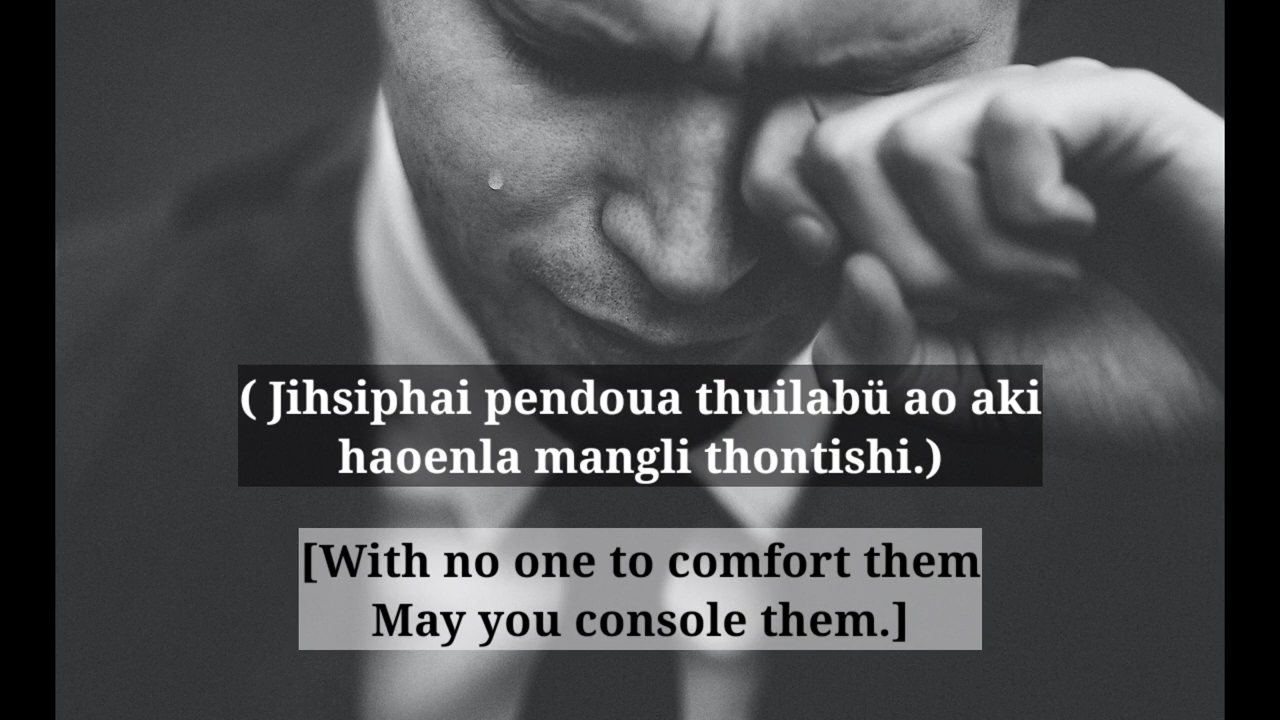 ( Jihsiphai pendoua thuilabü ao aki
haoenla mangli thontishi.)
[With no one to comfort them
May you console them.]